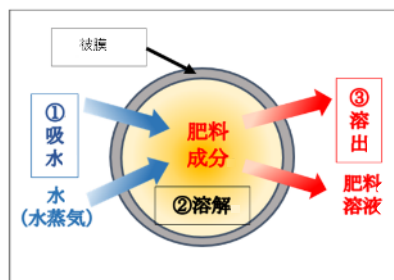 被膜
①
吸
水
水
(水蒸気)
肥料
成分
②溶解
③
溶
出
肥料
溶液